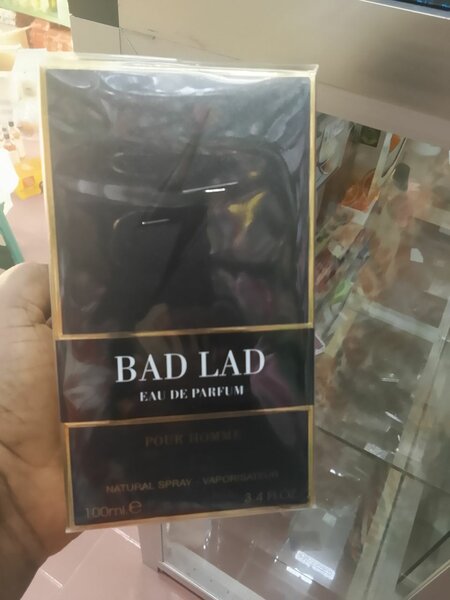 BAD LAD
EAU DE PARFUM
POUR HOMME
NATURAL SPRAY - VAPORISATEUR
100ml ℮ 3.4 FL.OZ